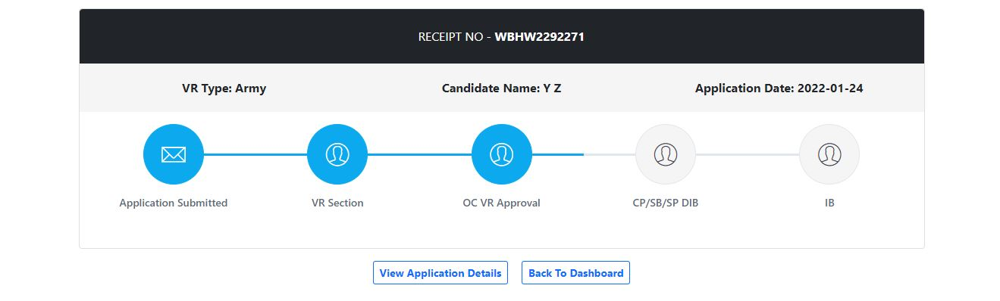 RECEIPT NO - WBHW2292271
VR Type: Army Candidate Name: Y Z Application Date: 2022-01-24
Application Submitted VR Section OC VR Approval CP/SB/SP DIB IB
View Application Details Back To Dashboard